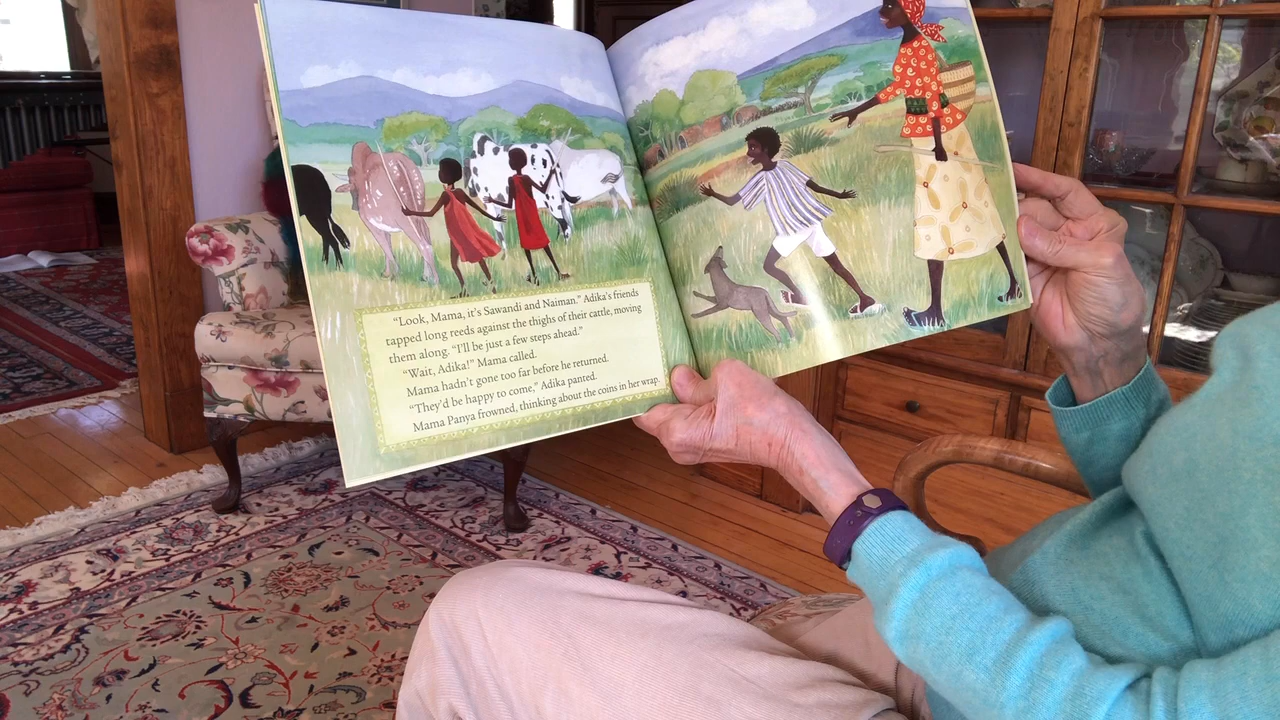 “Look, Mama, it's Sawandi and Naiman.” Adika's friends
tapped long reeds against the thighs of their cattle, moving
them along. “I'll be just a few steps ahead.”
“Wait, Adika!” Mama called.
Mama hadn't gone too far before he returned.
“They'd be happy to come,” Adika panted.
Mama Panya frowned, thinking about the coins in her wrap.